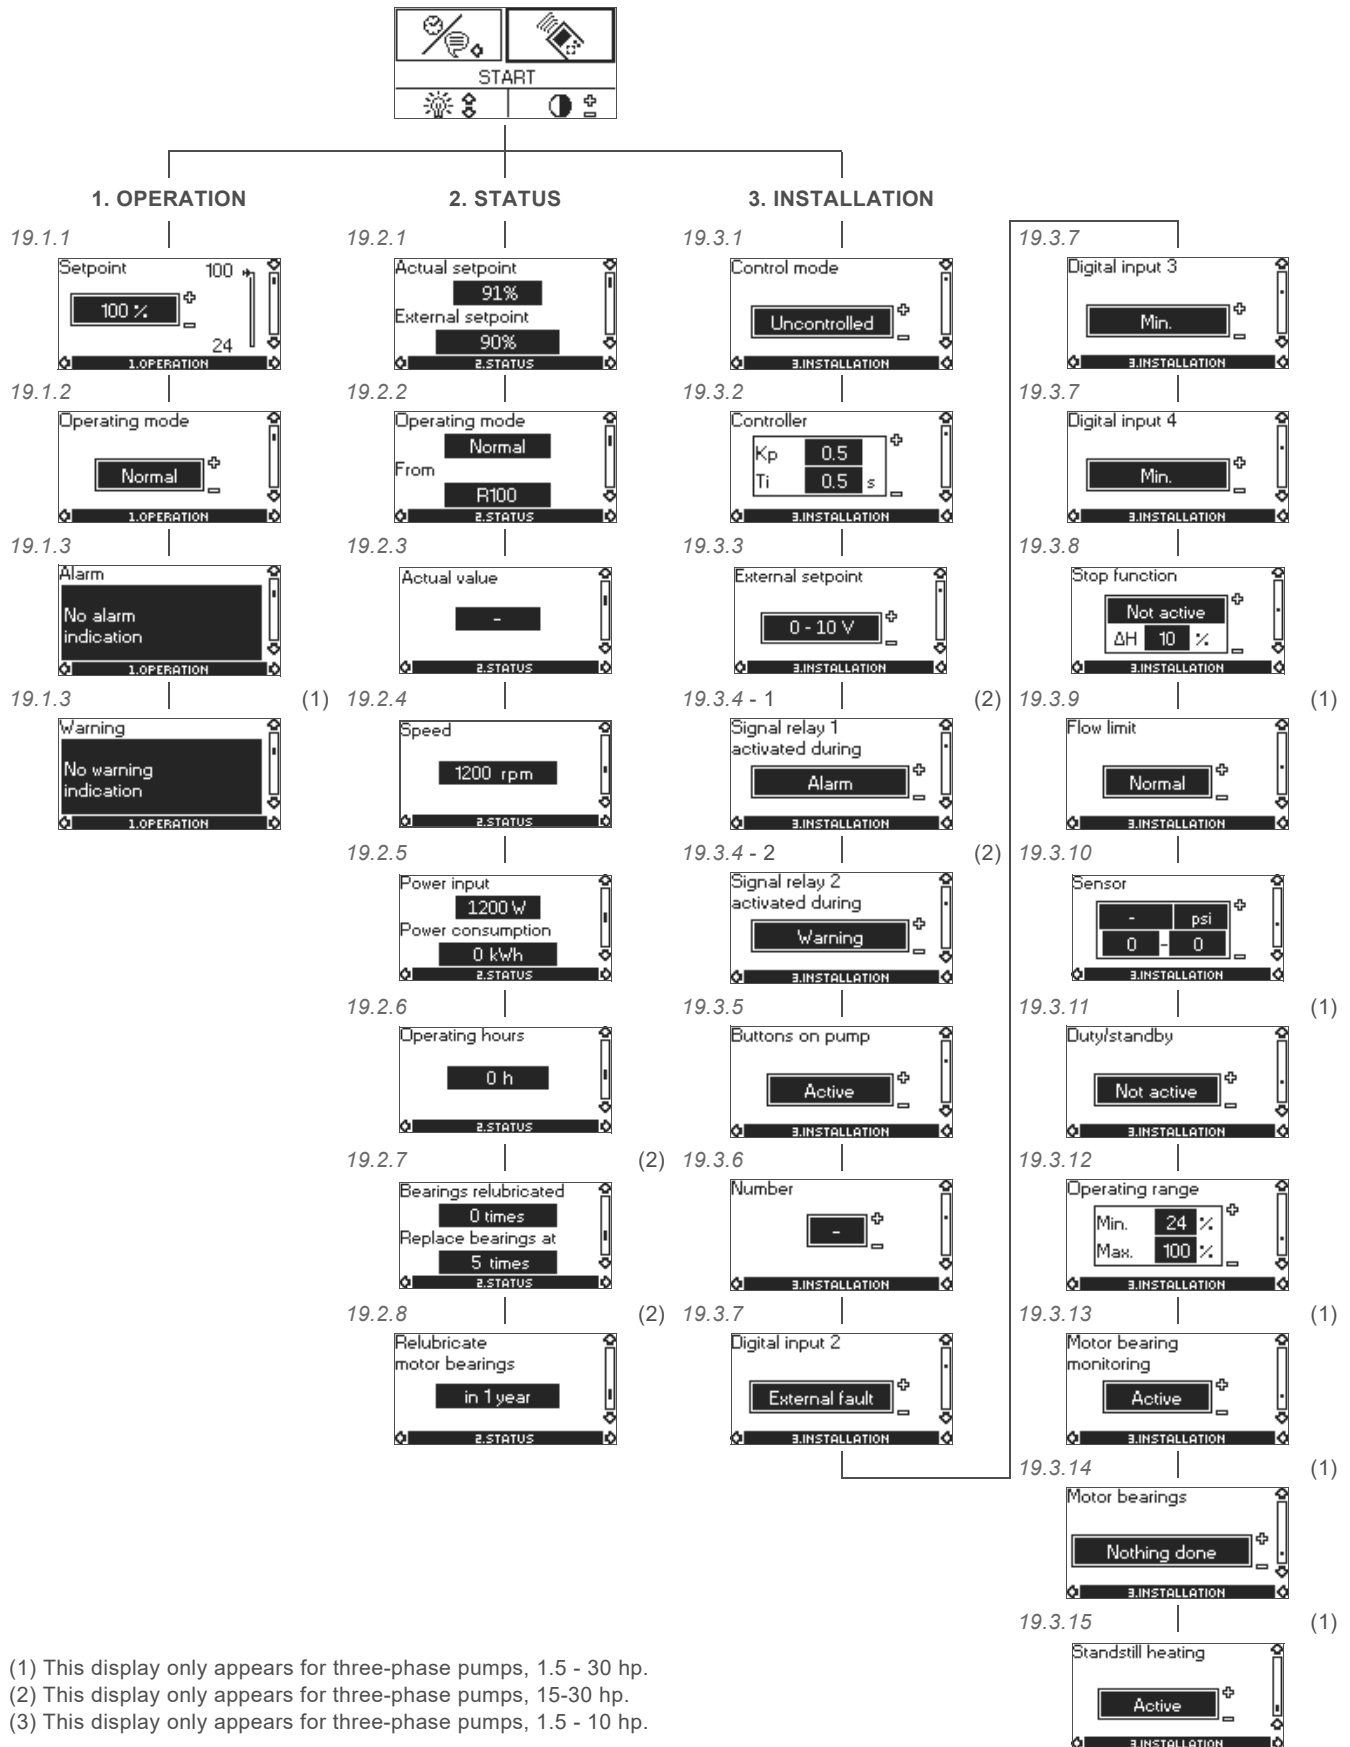 START
1. OPERATION
19.1.1
Setpoint
100
100 %
24
1.OPERATION
19.1.2
Operating mode
Normal
1.OPERATION
19.1.3
Alarm
No alarm
indication
1.OPERATION
19.1.3 (1)
Warning
No warning
indication
1.OPERATION
2. STATUS
19.2.1
Actual setpoint
91%
External setpoint
90%
2.STATUS
19.2.2
Operating mode
Normal
From
R100
2.STATUS
19.2.3
Actual value
-
2.STATUS
19.2.4
Speed
1200 rpm
2.STATUS
19.2.5
Power input
1200 W
Power consumption
0 kWh
2.STATUS
19.2.6
Operating hours
0 h
2.STATUS
19.2.7 (2)
Bearings relubricated
0 times
Replace bearings at
5 times
2.STATUS
19.2.8 (2)
Relubricate
motor bearings
in 1 year
2.STATUS
3. INSTALLATION
19.3.1
Control mode
Uncontrolled
3.INSTALLATION
19.3.2
Controller
Kp 0.5
Ti 0.5 s
3.INSTALLATION
19.3.3
External setpoint
0 - 10 V
3.INSTALLATION
19.3.4 - 1 (2)
Signal relay 1
activated during
Alarm
3.INSTALLATION
19.3.4 - 2 (2)
Signal relay 2
activated during
Warning
3.INSTALLATION
19.3.5
Buttons on pump
Active
3.INSTALLATION
19.3.6
Number
-
3.INSTALLATION
19.3.7
Digital input 2
External fault
3.INSTALLATION
19.3.7
Digital input 3
Min.
3.INSTALLATION
19.3.7
Digital input 4
Min.
3.INSTALLATION
19.3.8
Stop function
Not active
ΔH 10 %
3.INSTALLATION
19.3.9 (1)
Flow limit
Normal
3.INSTALLATION
19.3.10
Sensor
- psi
0 - 0
3.INSTALLATION
19.3.11 (1)
Duty/standby
Not active
3.INSTALLATION
19.3.12
Operating range
Min. 24 %
Max. 100 %
3.INSTALLATION
19.3.13 (1)
Motor bearing
monitoring
Active
3.INSTALLATION
19.3.14 (1)
Motor bearings
Nothing done
3.INSTALLATION
19.3.15 (1)
Standstill heating
Active
3.INSTALLATION
(1) This display only appears for three-phase pumps, 1.5 - 30 hp.
(2) This display only appears for three-phase pumps, 15-30 hp.
(3) This display only appears for three-phase pumps, 1.5 - 10 hp.